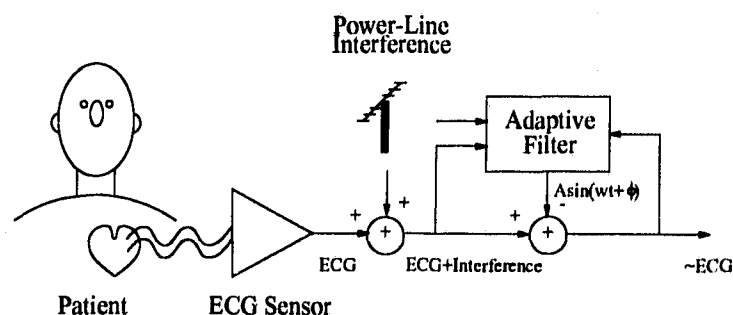 Power-Line
Interference
Adaptive
Filter
Asin(wt+ϕ)
-
+
+
+
+
+
ECG
ECG+Interference
~ECG
Patient
ECG Sensor